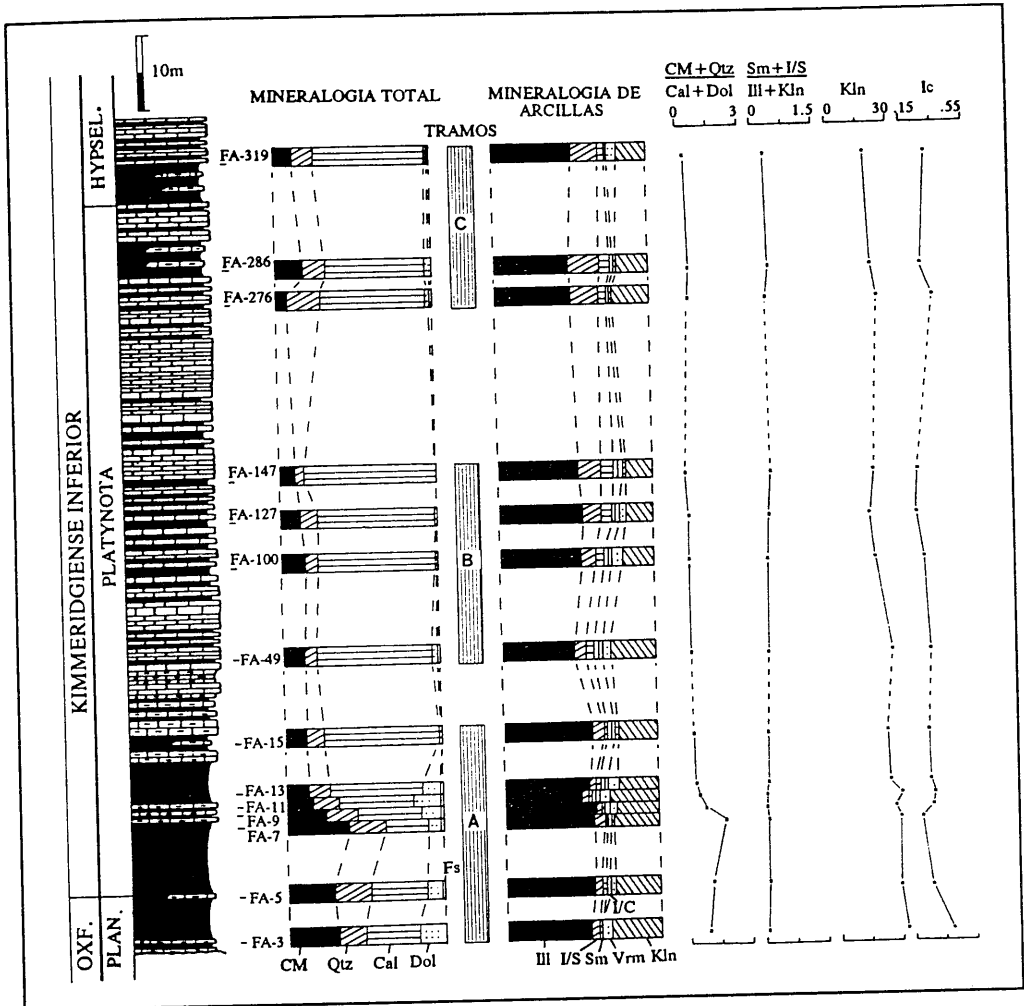 10m
MINERALOGIA TOTAL
MINERALOGIA DE
ARCILLAS
TRAMOS
CM+Qtz
Cal+Dol
0 3
Sm+I/S
Ill+Kln
0 1.5
Kln
0 30
Ic
.15 .55
HYPSEL.
PLATYNOTA
KIMMERIDGIENSE INFERIOR
PLAN.
OXF.
FA-319
FA-286
FA-276
FA-147
FA-127
FA-100
FA-49
FA-15
FA-13
FA-11
FA-9
FA-7
FA-5
FA-3
C
B
A
Fs
I/C
CM Qtz Cal Dol
Ill I/S Sm Vrm Kln